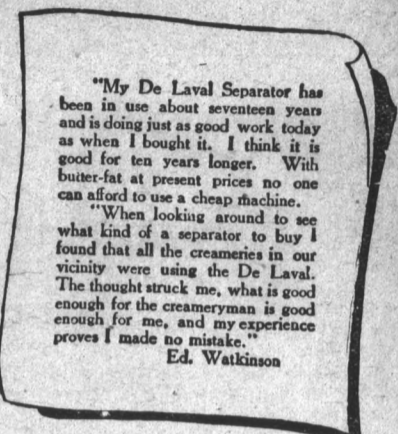 "My De Laval Separator has
been in use about seventeen years
and is doing just as good work today
as when I bought it. I think it is
good for ten years longer. With
butter-fat at present prices no one
can afford to use a cheap machine.
"When looking around to see
what kind of a separator to buy I
found that all the creameries in our
vicinity were using the De Laval.
The thought struck me, what is good
enough for the creameryman is good
enough for me, and my experience
proves I made no mistake."
Ed. Watkinson